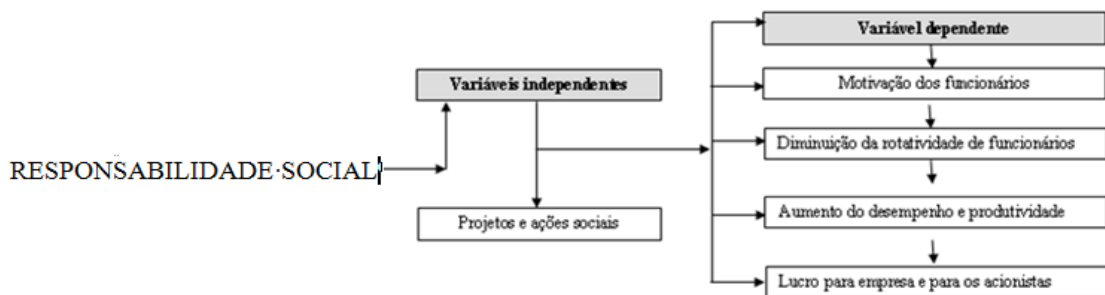 RESPONSABILIDADE·SOCIAL
Variáveis independentes
Projetos e ações sociais
Variável dependente
Motivação dos funcionários
Diminuição da rotatividade de funcionários
Aumento do desempenho e produtividade
Lucro para empresa e para os acionistas